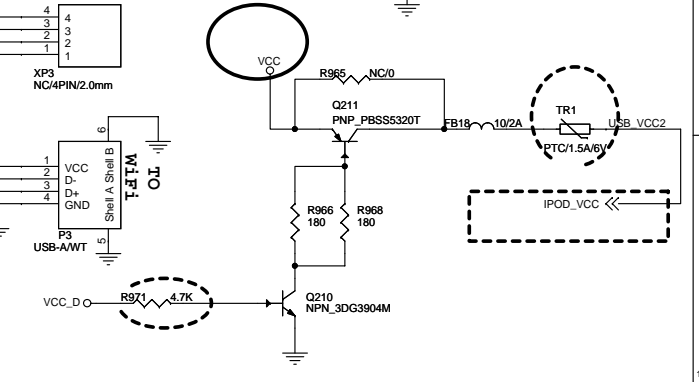 4
3
2
1
4
3
2
1
XP3
NC/4PIN/2.0mm
VCC
R965 NC/0
Q211
PNP_PBSS5320T
FB18 10/2A
TR1
USB_VCC2
PTC/1.5A/6V
IPOD_VCC
6
1
2
3
4
VCC
D-
D+
GND
Shell A Shell B
5
P3
USB-A/WT
TO
WiFi
R966
180
R968
180
VCC_D
R971 4.7K
Q210
NPN_3DG3904M